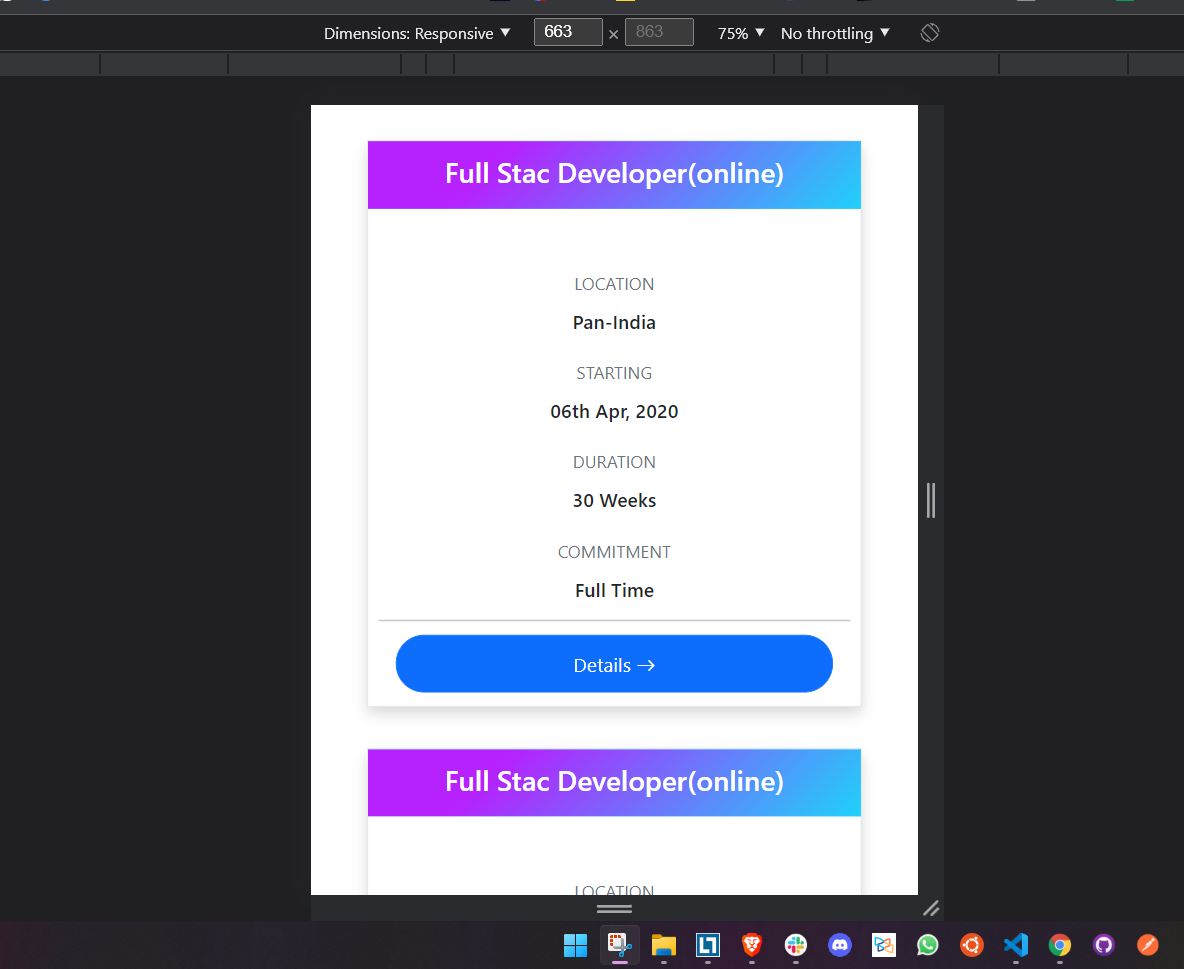 Dimensions: Responsive ▼ 663 × 863 75% ▼ No throttling ▼
Full Stac Developer(online)
LOCATION
Pan-India
STARTING
06th Apr, 2020
DURATION
30 Weeks
COMMITMENT
Full Time
Details →
Full Stac Developer(online)
LOCATION